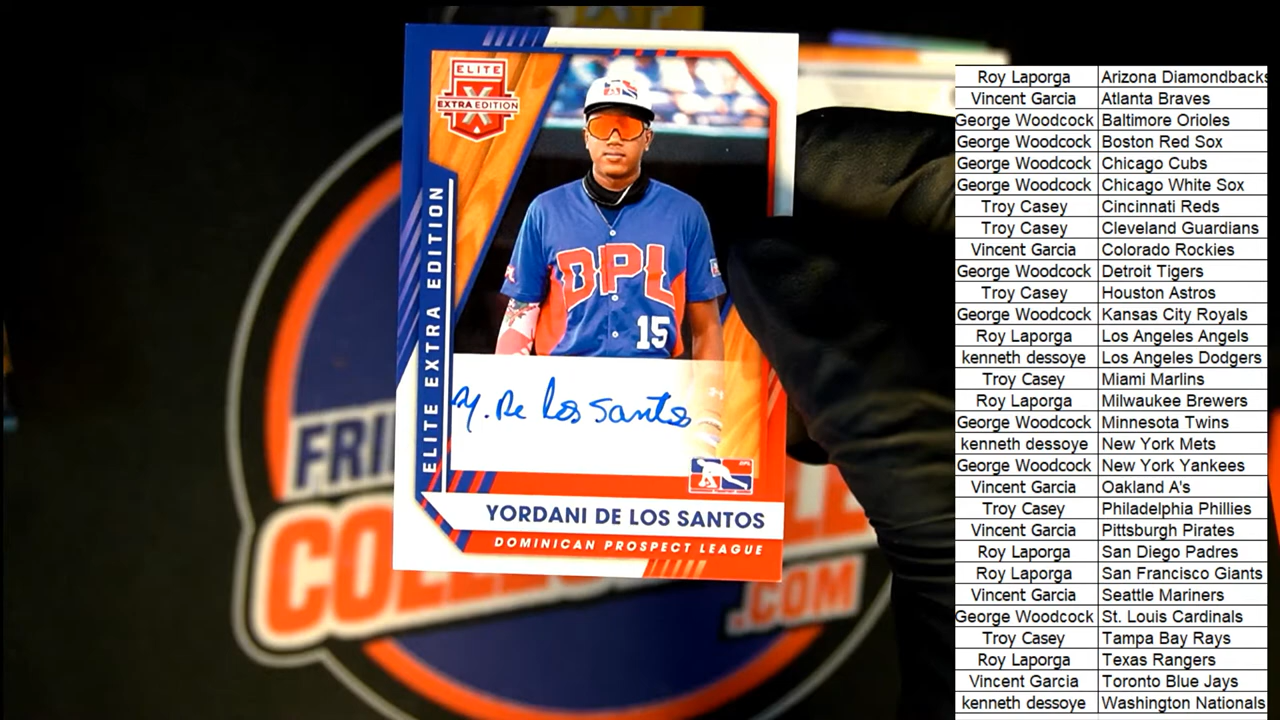 ELITE
EXTRA EDITION
X
ELITE EXTRA EDITION
DPL
15
Y. De los Santos
DPL
YORDANI DE LOS SANTOS
DOMINICAN PROSPECT LEAGUE
FRI
COLLE
.COM
Roy Laporga Arizona Diamondbacks
Vincent Garcia Atlanta Braves
George Woodcock Baltimore Orioles
George Woodcock Boston Red Sox
George Woodcock Chicago Cubs
George Woodcock Chicago White Sox
Troy Casey Cincinnati Reds
Troy Casey Cleveland Guardians
Vincent Garcia Colorado Rockies
George Woodcock Detroit Tigers
Troy Casey Houston Astros
George Woodcock Kansas City Royals
Roy Laporga Los Angeles Angels
kenneth dessoye Los Angeles Dodgers
Troy Casey Miami Marlins
Roy Laporga Milwaukee Brewers
George Woodcock Minnesota Twins
kenneth dessoye New York Mets
George Woodcock New York Yankees
Vincent Garcia Oakland A's
Troy Casey Philadelphia Phillies
Vincent Garcia Pittsburgh Pirates
Roy Laporga San Diego Padres
Roy Laporga San Francisco Giants
Vincent Garcia Seattle Mariners
George Woodcock St. Louis Cardinals
Troy Casey Tampa Bay Rays
Roy Laporga Texas Rangers
Vincent Garcia Toronto Blue Jays
kenneth dessoye Washington Nationals